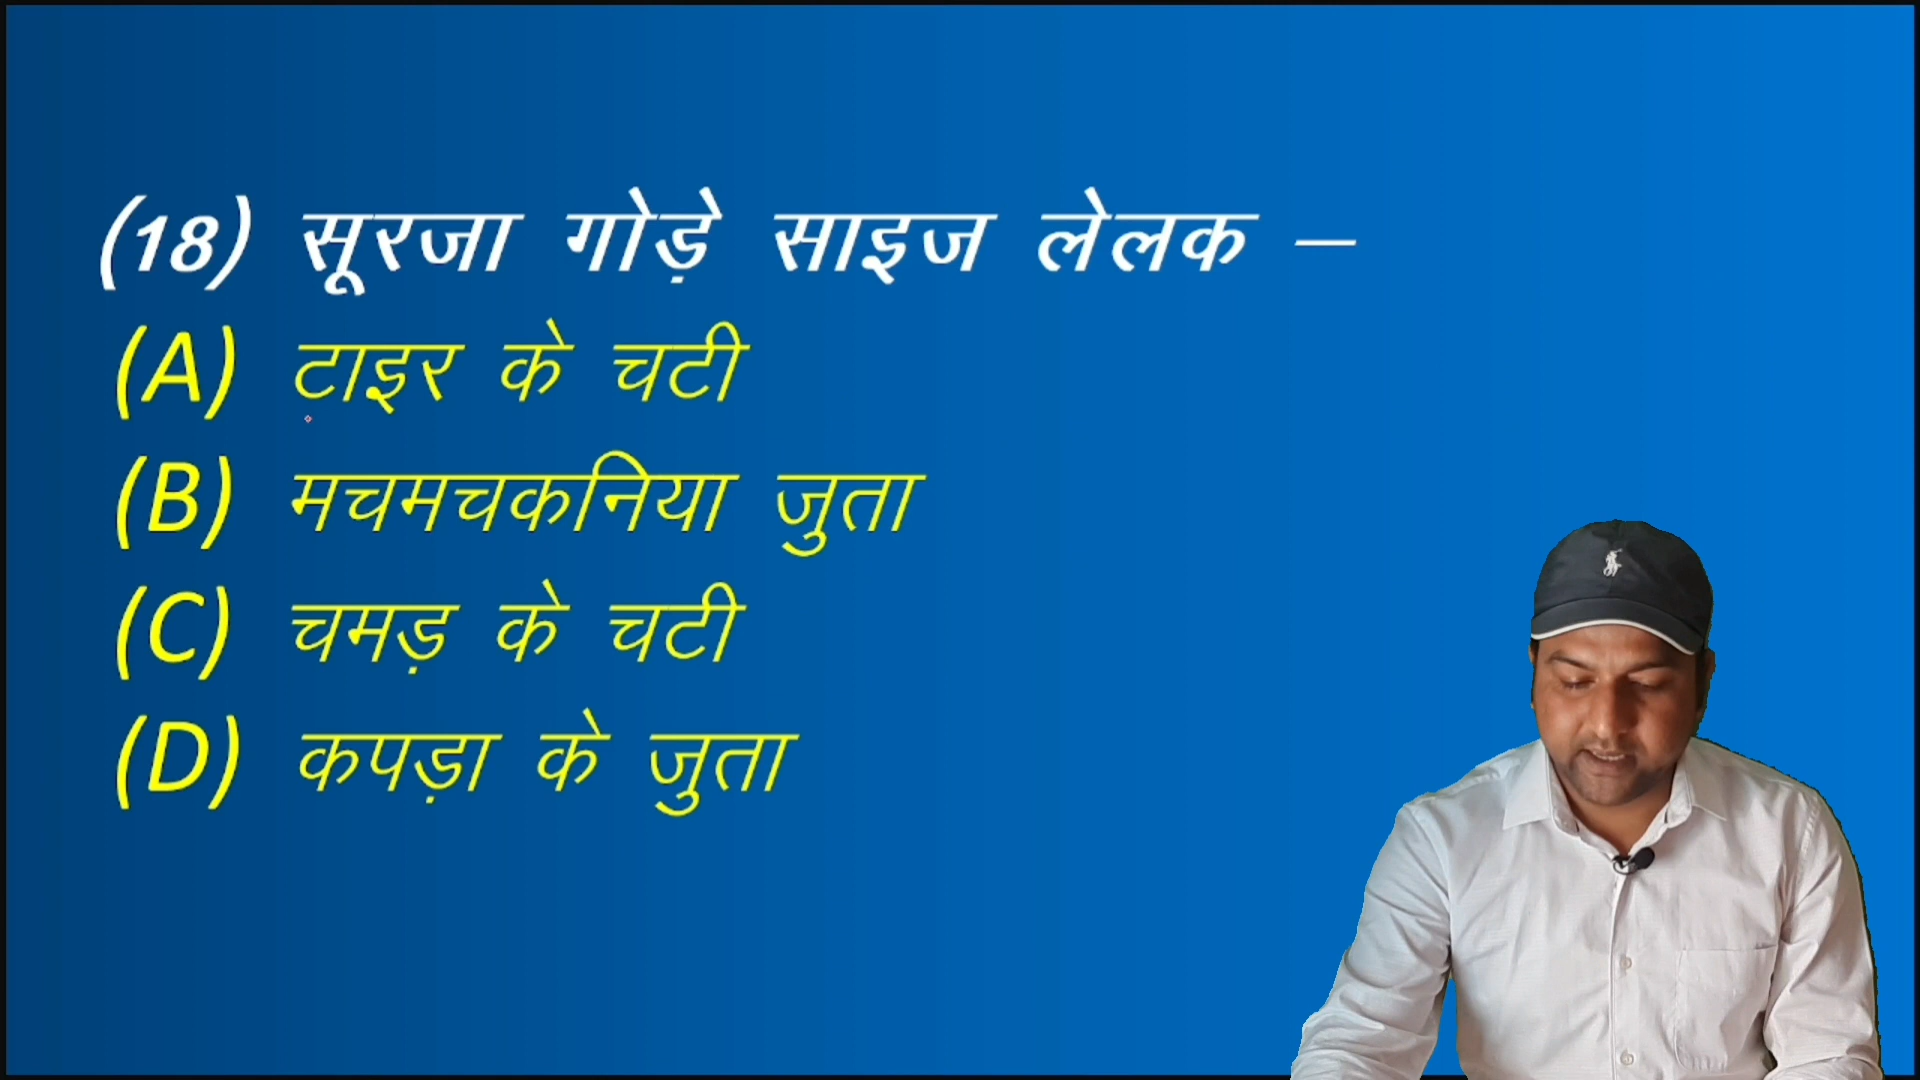 (18) सूरजा गोड़े साइज लेलक –
(A) टाइर के चटी
(B) मचमचकनिया जुता
(C) चमड़ के चटी
(D) कपड़ा के जुता